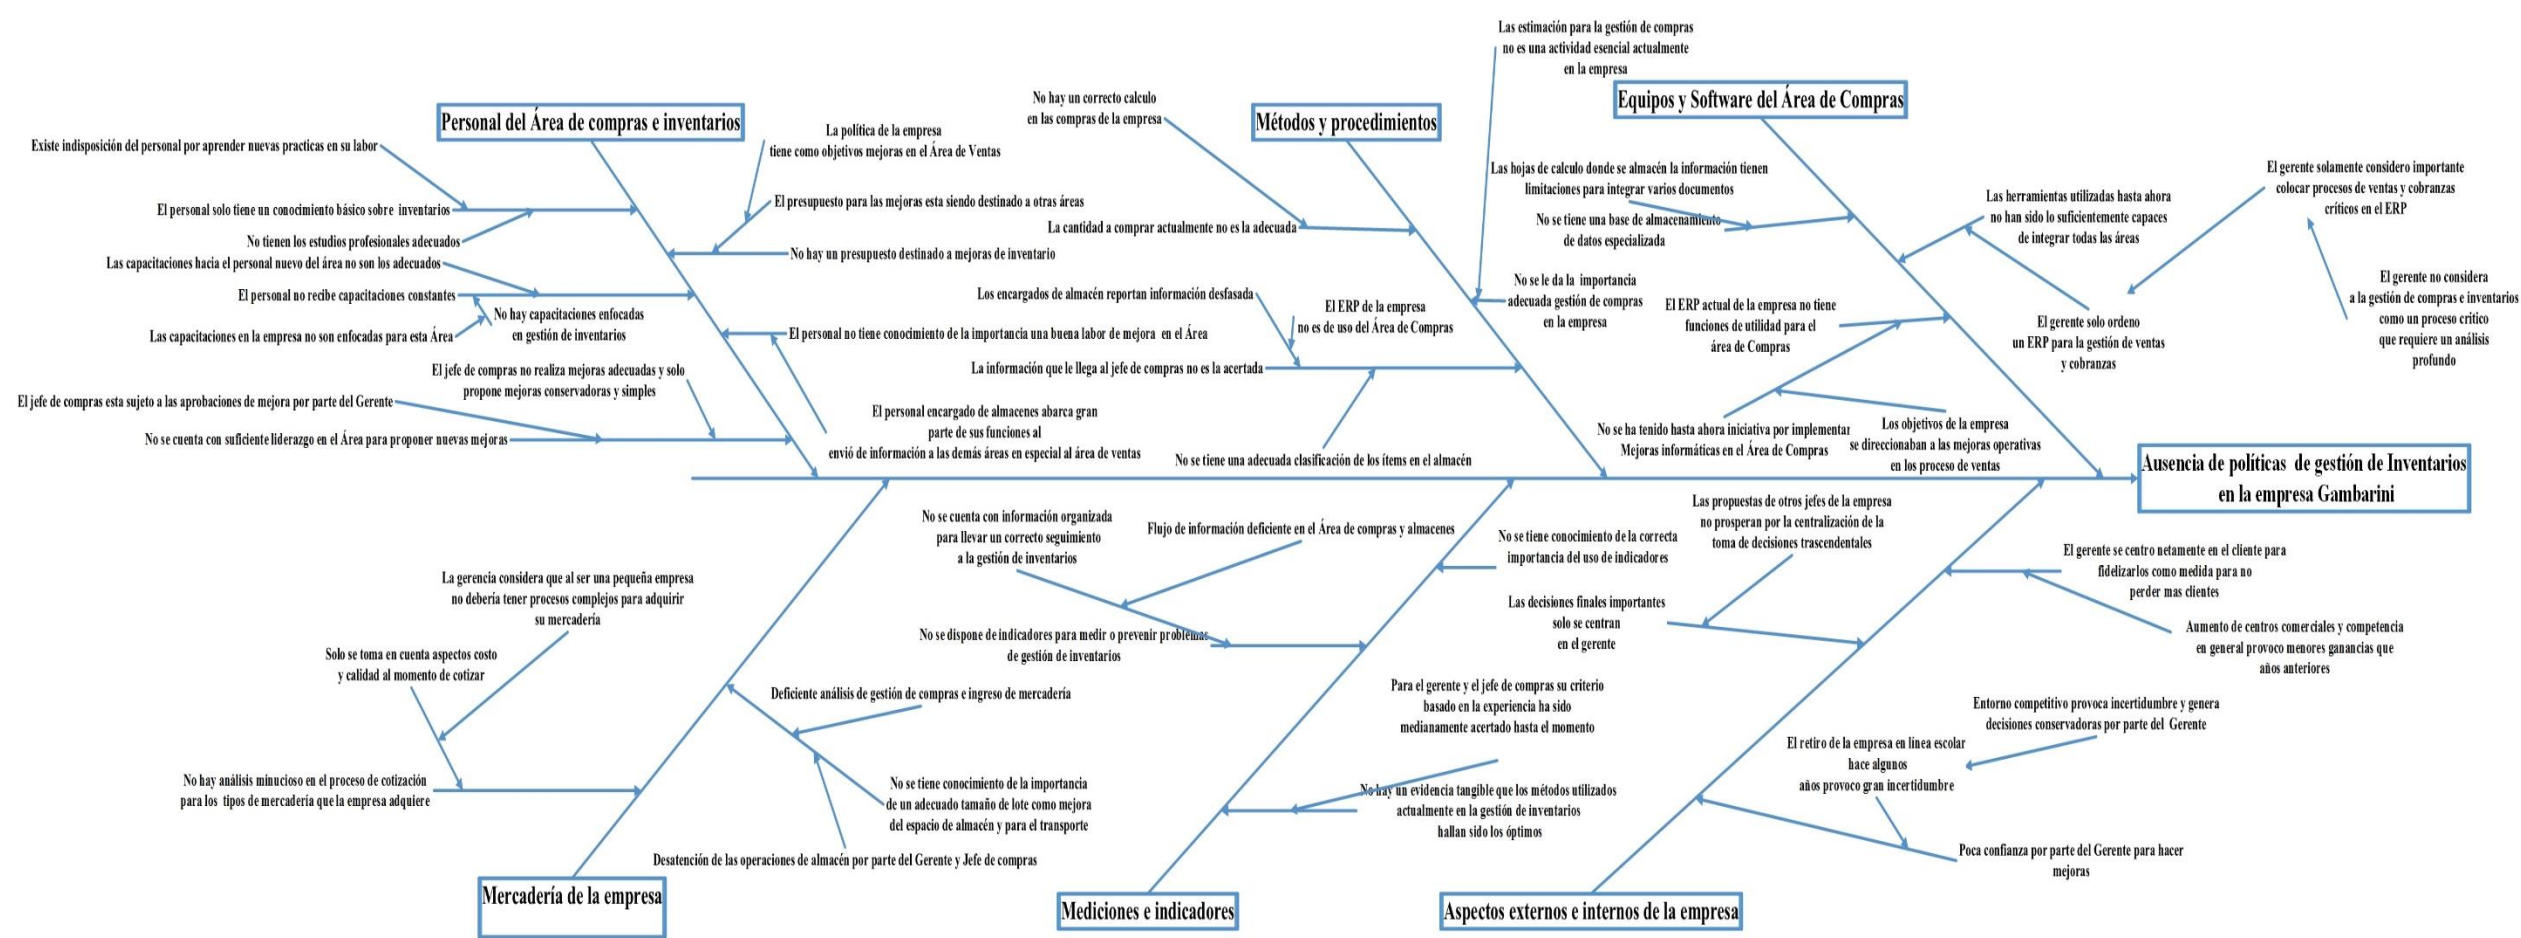 Las estimación para la gestión de compras
no es una actividad esencial actualmente
en la empresa
Personal del Área de compras e inventarios
Métodos y procedimientos
Equipos y Software del Área de Compras
Existe indisposición del personal por aprender nuevas practicas en su labor
El personal solo tiene un conocimiento básico sobre inventarios
No tienen los estudios profesionales adecuados
Las capacitaciones hacia el personal nuevo del área no son los adecuados
El personal no recibe capacitaciones constantes
No hay capacitaciones enfocadas
en gestión de inventarios
Las capacitaciones en la empresa no son enfocadas para esta Área
El jefe de compras no realiza mejoras adecuadas y solo
propone mejoras conservadoras y simples
El jefe de compras esta sujeto a las aprobaciones de mejora por parte del Gerente
No se cuenta con suficiente liderazgo en el Área para proponer nuevas mejoras
La política de la empresa
tiene como objetivos mejoras en el Área de Ventas
El presupuesto para las mejoras esta siendo destinado a otras áreas
No hay un presupuesto destinado a mejoras de inventario
El personal no tiene conocimiento de la importancia una buena labor de mejora en el Área
El personal encargado de almacenes abarca gran
parte de sus funciones al
envió de información a las demás áreas en especial al área de ventas
No hay un correcto calculo
en las compras de la empresa
La cantidad a comprar actualmente no es la adecuada
Los encargados de almacén reportan información desfasada
El ERP de la empresa
no es de uso del Área de Compras
La información que le llega al jefe de compras no es la acertada
No se tiene una adecuada clasificación de los ítems en el almacén
No se le da la importancia
adecuada gestión de compras
en la empresa
Las hojas de calculo donde se almacén la información tienen
limitaciones para integrar varios documentos
No se tiene una base de almacenamiento
de datos especializada
El ERP actual de la empresa no tiene
funciones de utilidad para el
área de Compras
No se ha tenido hasta ahora iniciativa por implementar
Mejoras informáticas en el Área de Compras
Los objetivos de la empresa
se direccionaban a las mejoras operativas
en los proceso de ventas
Las herramientas utilizadas hasta ahora
no han sido lo suficientemente capaces
de integrar todas las áreas
El gerente solo ordeno
un ERP para la gestión de ventas
y cobranzas
El gerente solamente considero importante
colocar procesos de ventas y cobranzas
críticos en el ERP
El gerente no considera
a la gestión de compras e inventarios
como un proceso critico
que requiere un análisis
profundo
Ausencia de políticas de gestión de Inventarios
en la empresa Gambarini
La gerencia considera que al ser una pequeña empresa
no debería tener procesos complejos para adquirir
su mercadería
Solo se toma en cuenta aspectos costo
y calidad al momento de cotizar
No hay análisis minucioso en el proceso de cotización
para los tipos de mercadería que la empresa adquiere
Deficiente análisis de gestión de compras e ingreso de mercadería
No se tiene conocimiento de la importancia
de un adecuado tamaño de lote como mejora
del espacio de almacén y para el transporte
Desatención de las operaciones de almacén por parte del Gerente y Jefe de compras
No se cuenta con información organizada
para llevar un correcto seguimiento
a la gestión de inventarios
Flujo de información deficiente en el Área de compras y almacenes
No se dispone de indicadores para medir o prevenir problemas
de gestión de inventarios
No se tiene conocimiento de la correcta
importancia del uso de indicadores
Para el gerente y el jefe de compras su criterio
basado en la experiencia ha sido
medianamente acertado hasta el momento
No hay un evidencia tangible que los métodos utilizados
actualmente en la gestión de inventarios
hallan sido los óptimos
Las propuestas de otros jefes de la empresa
no prosperan por la centralización de la
toma de decisiones trascendentales
Las decisiones finales importantes
solo se centran
en el gerente
El gerente se centro netamente en el cliente para
fidelizarlos como medida para no
perder mas clientes
Aumento de centros comerciales y competencia
en general provoco menores ganancias que
años anteriores
Entorno competitivo provoca incertidumbre y genera
decisiones conservadoras por parte del Gerente
El retiro de la empresa en línea escolar
hace algunos
años provoco gran incertidumbre
Poca confianza por parte del Gerente para hacer
mejoras
Mercadería de la empresa
Mediciones e indicadores
Aspectos externos e internos de la empresa